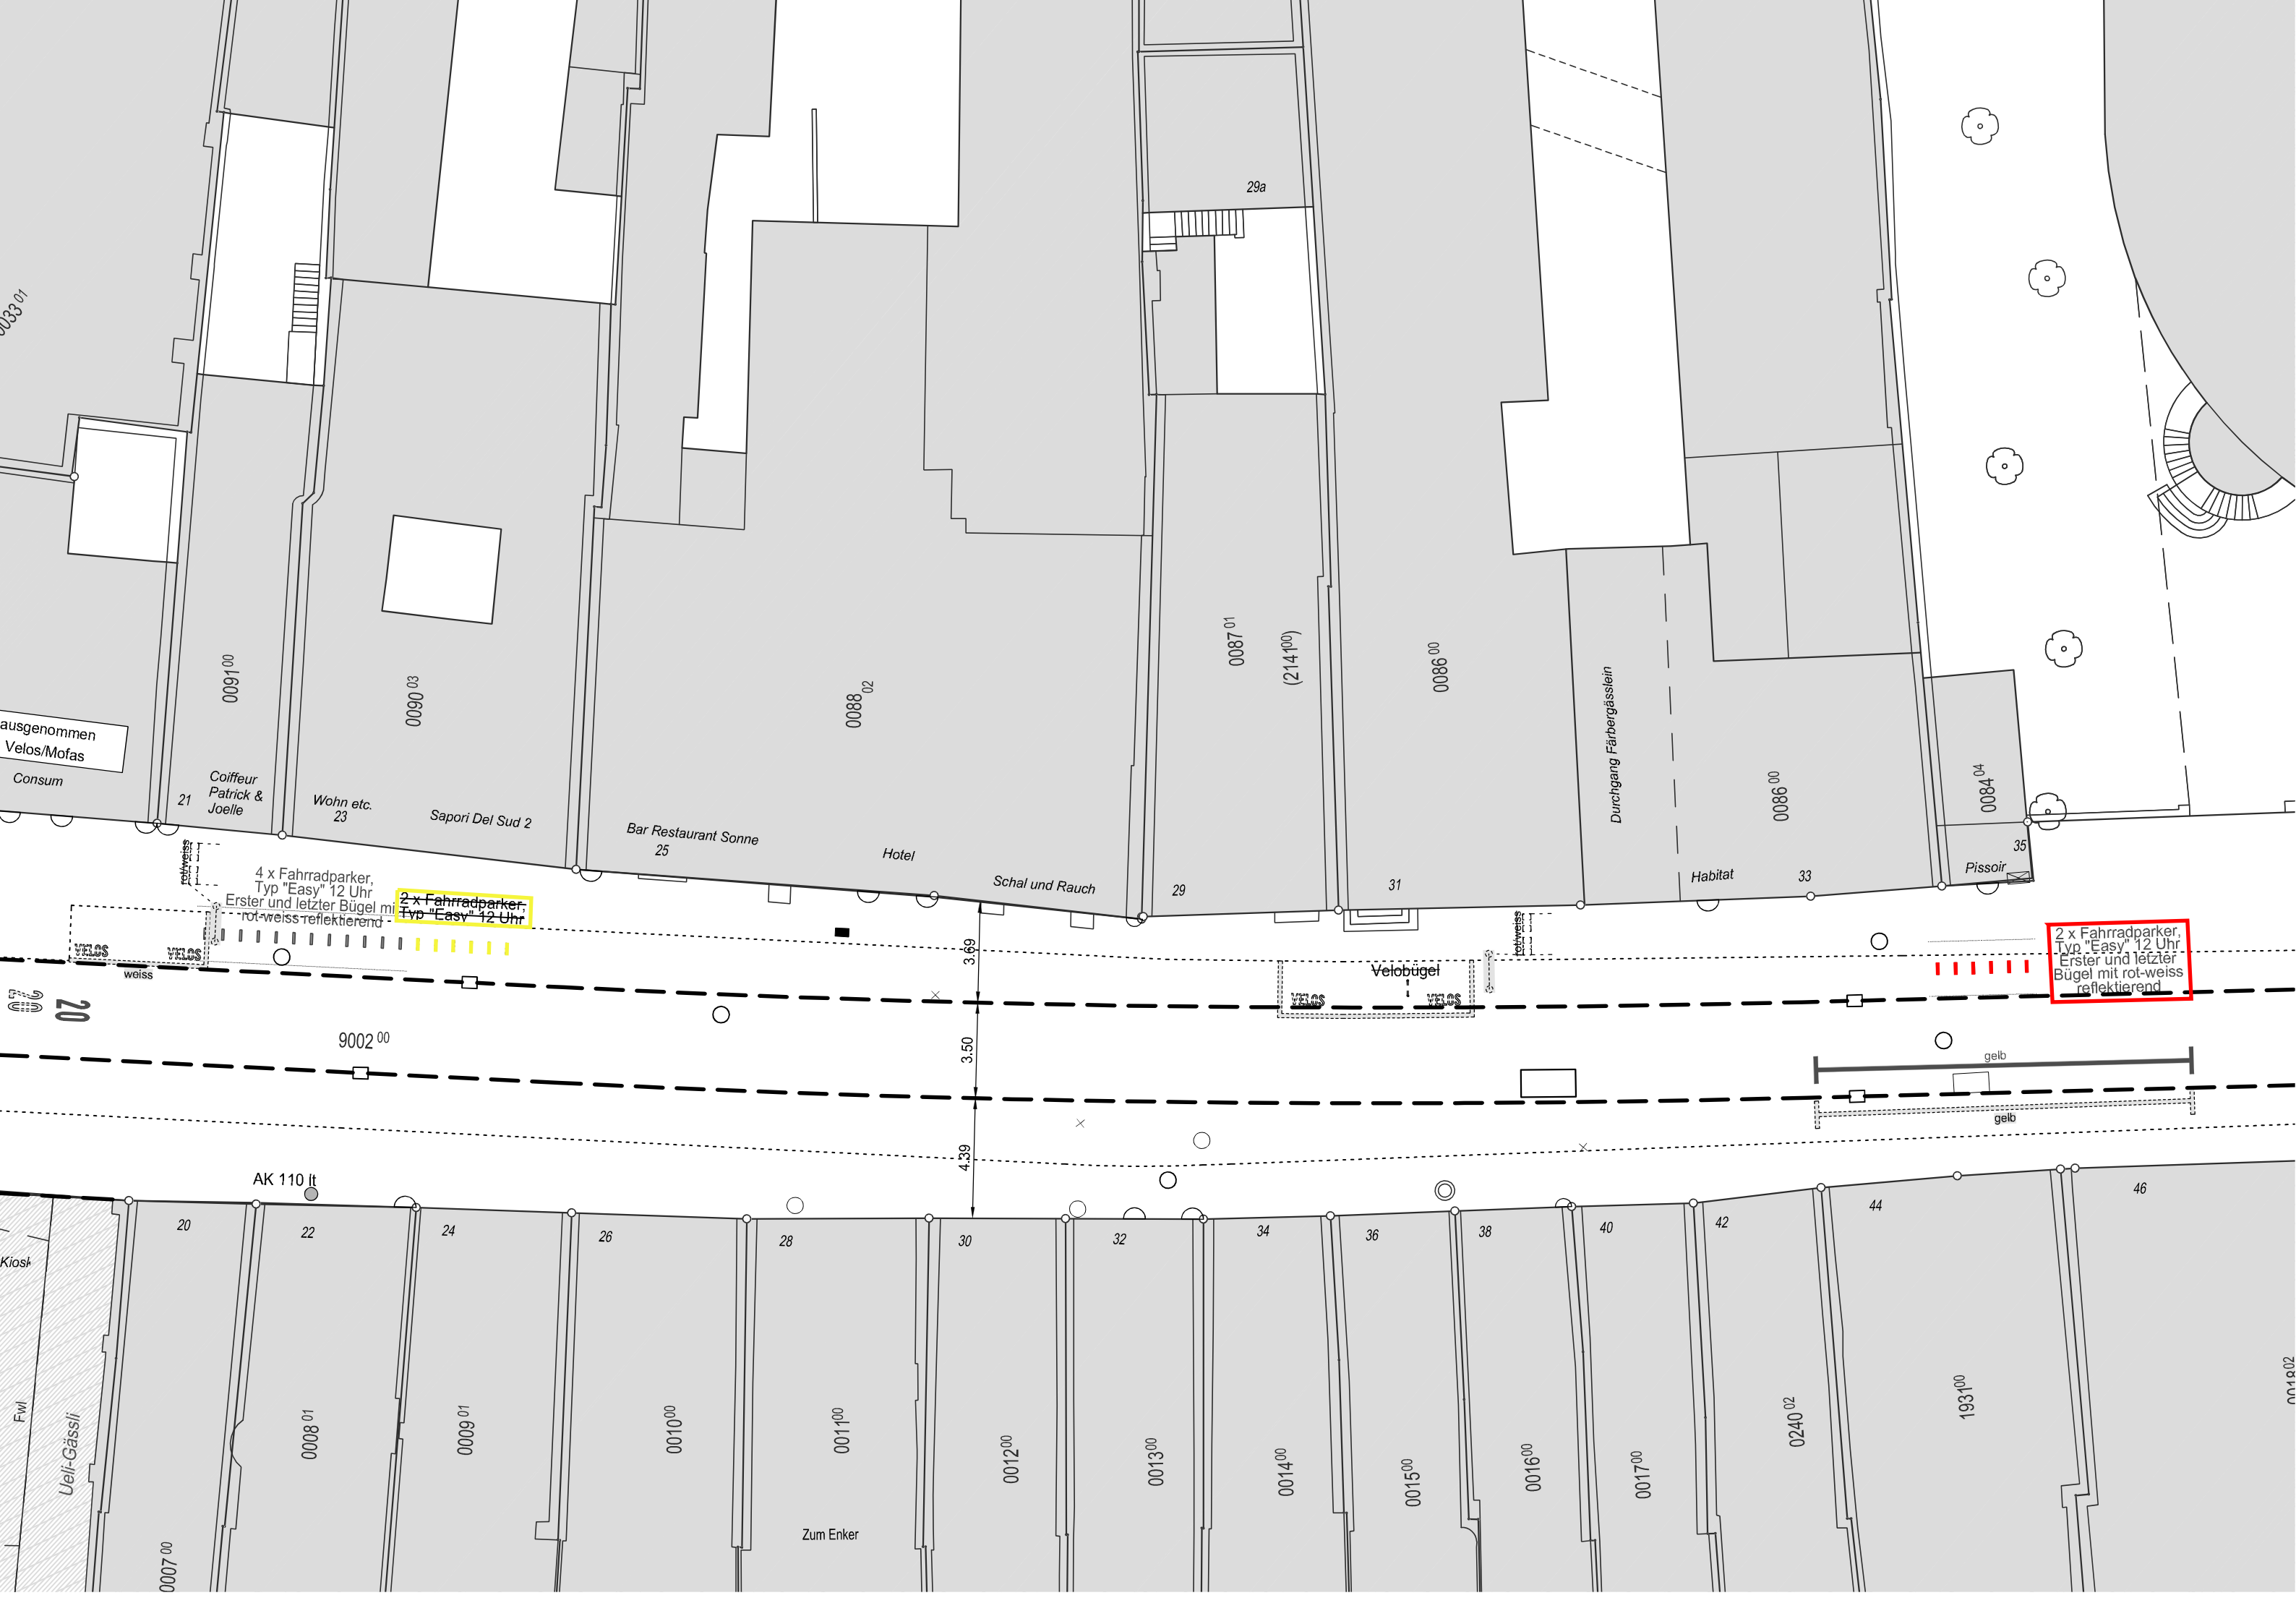 29a
0033 01
0091 00
0090 03
0088 02
0087 01
(2141 00)
0086 00
Durchgang Färbergässlein
0086 00
0084 04
ausgenommen
Velos/Mofas
Consum
21
Coiffeur
Patrick &
Joelle
Wohn etc.
23
Sapori Del Sud 2
Bar Restaurant Sonne
25
Hotel
Schal und Rauch
29
31
Habitat
33
Pissoir
35
rot/weiss
4 x Fahrradparker,
Typ "Easy" 12 Uhr
Erster und letzter Bügel mit
rot-weiss reflektierend
2 x Fahrradparker,
Typ "Easy" 12 Uhr
VELOS
VELOS
weiss
3.69
Velobügel
VELOS
VELOS
rot/weiss
2 x Fahrradparker,
Typ "Easy" 12 Uhr
Erster und letzter
Bügel mit rot-weiss
reflektierend
20
20
9002 00
3.50
gelb
gelb
4.39
AK 110 lt
20
22
24
26
28
30
32
34
36
38
40
42
44
46
Kiosk
Fwl
Ueli-Gässli
0007 00
0008 01
0009 01
0010 00
0011 00
Zum Enker
0012 00
0013 00
0014 00
0015 00
0016 00
0017 00
0240 02
1931 00
0018 02